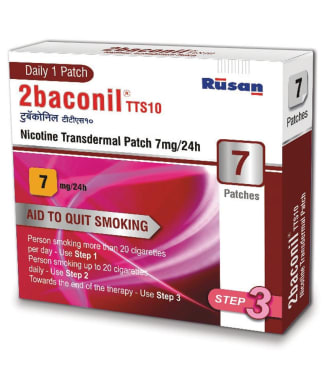 Daily 1 Patch
Rüsan
2baconil® TTS10
टुबॅकोनिल टीटीएस१०
Nicotine Transdermal Patch 7mg/24h
7
Patches
7 mg/24h
AID TO QUIT SMOKING
Person smoking more than 20 cigarettes
per day - Use Step 1
Person smoking up to 20 cigarettes
daily - Use Step 2
Towards the end of the therapy - Use Step 3
STEP 3
7
Patches
2baconil® TTS10
Nicotine Transdermal Patch